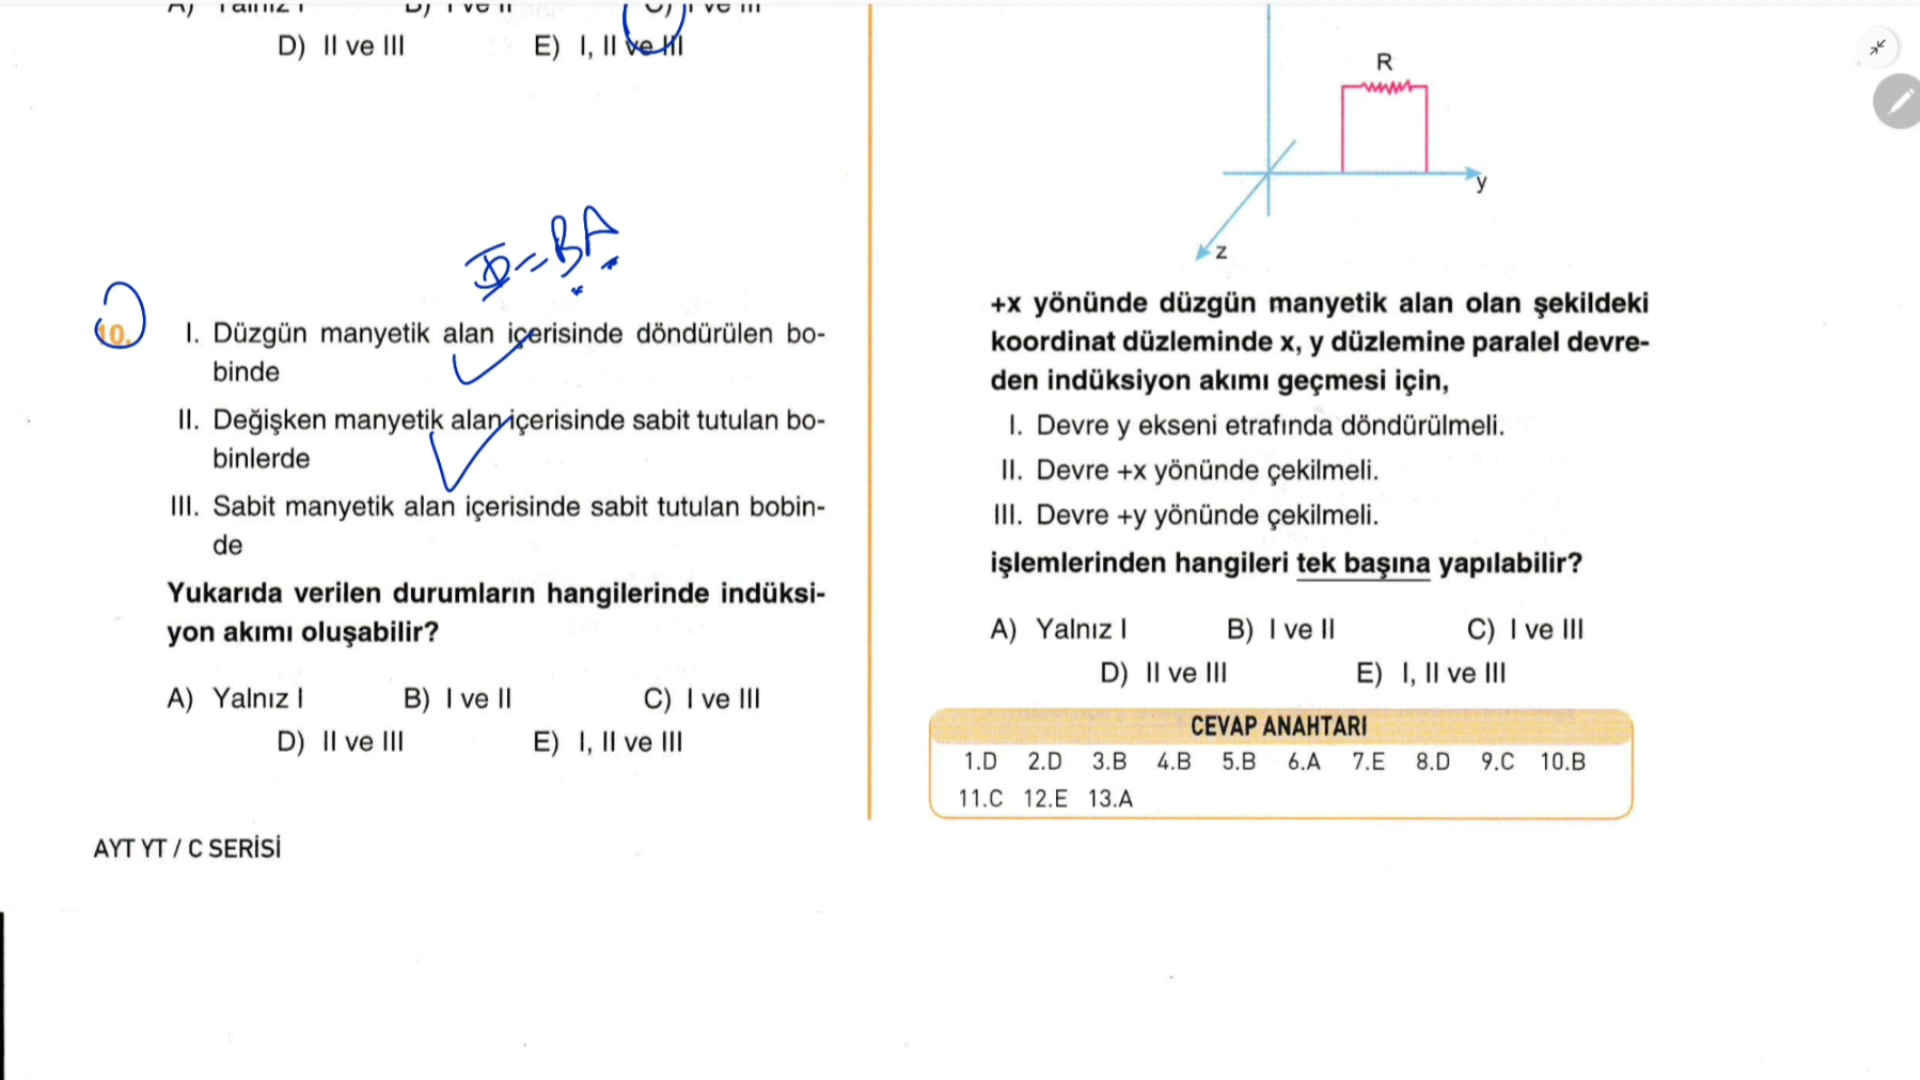 A) Yalnız I B) I ve II C) I ve III
D) II ve III E) I, II ve III
Φ = BA
10. I. Düzgün manyetik alan içerisinde döndürülen bo-
binde
II. Değişken manyetik alan içerisinde sabit tutulan bo-
binlerde
III. Sabit manyetik alan içerisinde sabit tutulan bobin-
de
Yukarıda verilen durumların hangilerinde indüksi-
yon akımı oluşabilir?
A) Yalnız I B) I ve II C) I ve III
D) II ve III E) I, II ve III
AYT YT / C SERİSİ
R
y
z
+x yönünde düzgün manyetik alan olan şekildeki
koordinat düzleminde x, y düzlemine paralel devre-
den indüksiyon akımı geçmesi için,
I. Devre y ekseni etrafında döndürülmeli.
II. Devre +x yönünde çekilmeli.
III. Devre +y yönünde çekilmeli.
işlemlerinden hangileri tek başına yapılabilir?
A) Yalnız I B) I ve II C) I ve III
D) II ve III E) I, II ve III
CEVAP ANAHTARI
1.D 2.D 3.B 4.B 5.B 6.A 7.E 8.D 9.C 10.B
11.C 12.E 13.A